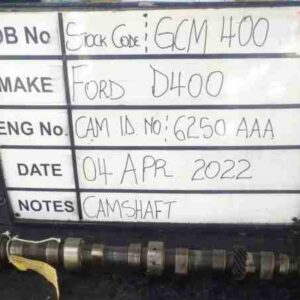 OB No Stock Code: GCM 400
MAKE FORD D400
ENG No. CAM ID. No: 6250 AAA
DATE 04 APR 2022
NOTES CAMSHAFT